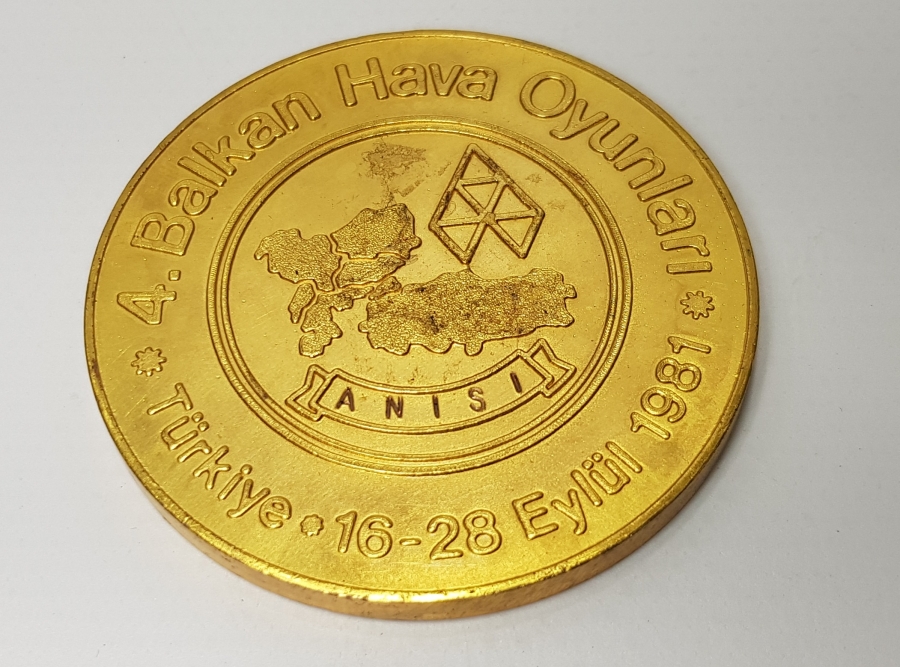 4. Balkan Hava Oyunları
ANISI
Türkiye • 16-28 Eylül 1981